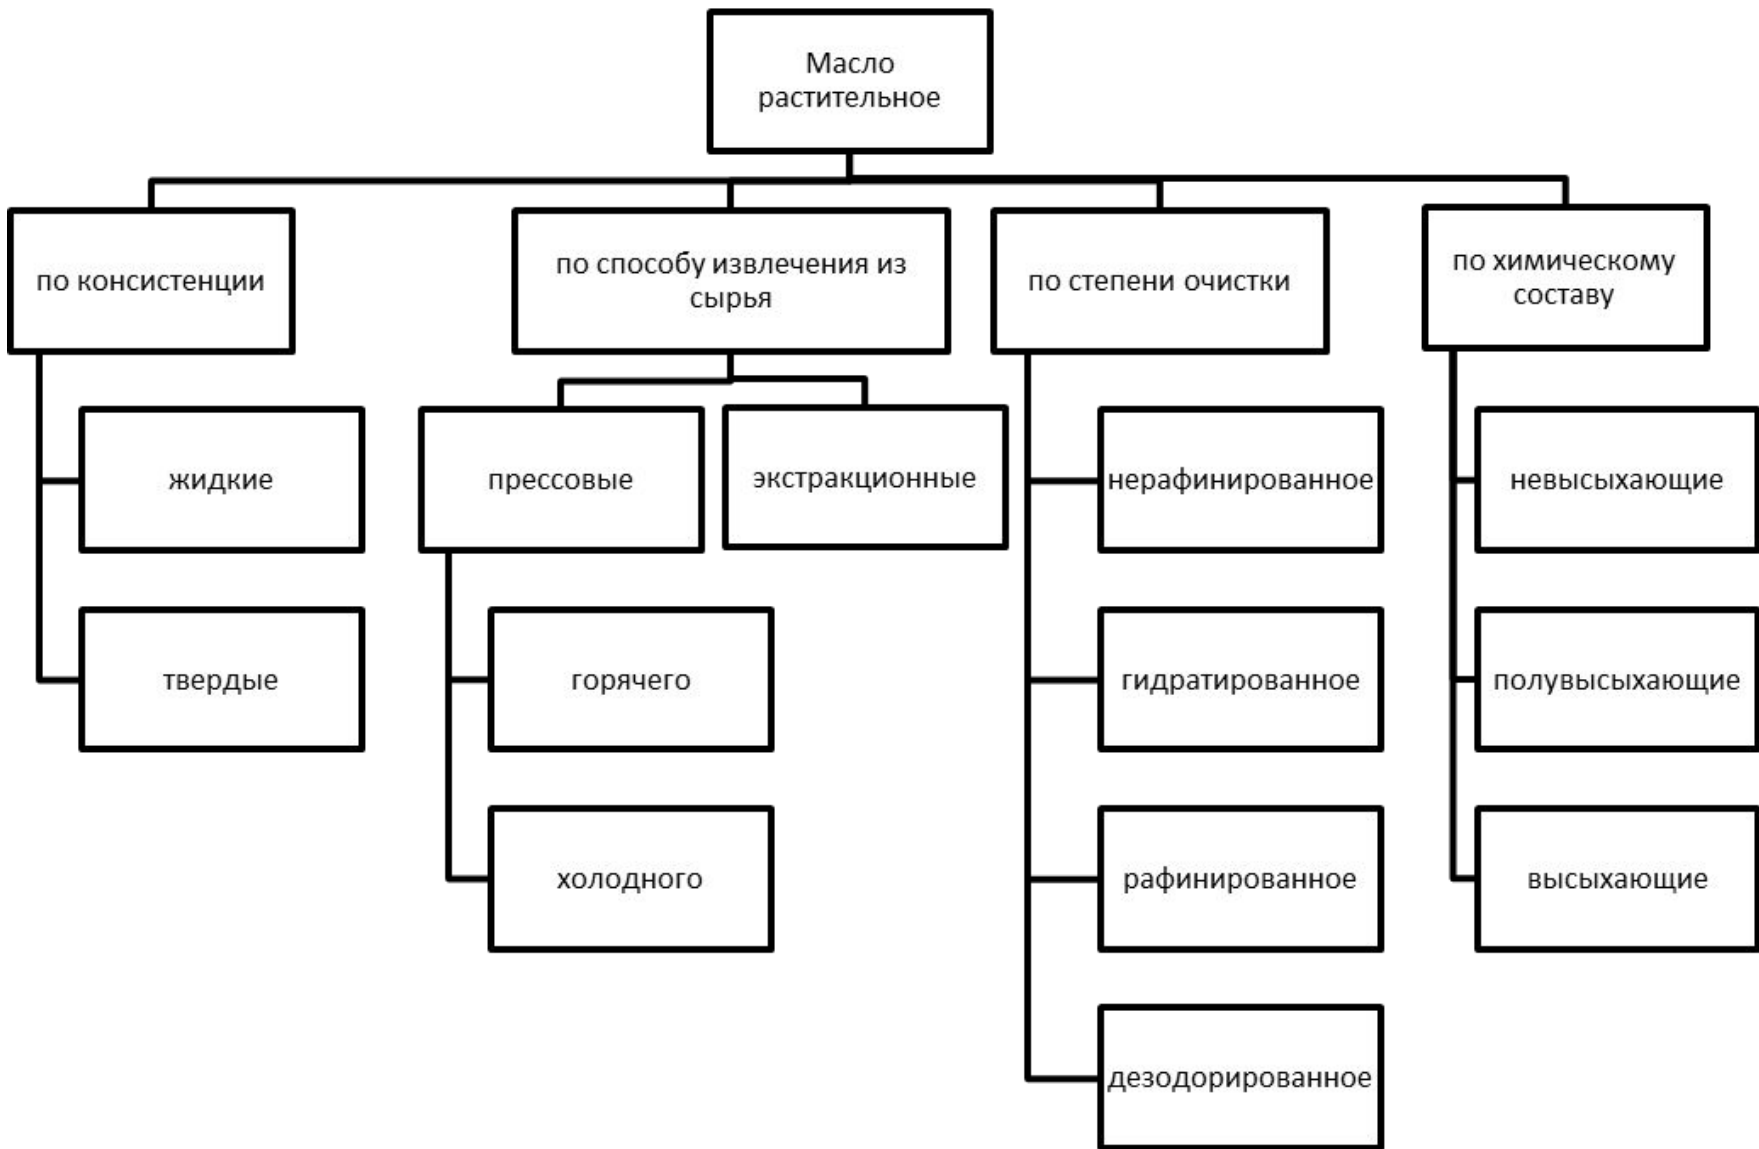 Масло
растительное
по консистенции
по способу извлечения из
сырья
по степени очистки
по химическому
составу
жидкие
прессовые
экстракционные
нерафинированное
невысыхающие
твердые
горячего
гидратированное
полувысыхающие
холодного
рафинированное
высыхающие
дезодорированное